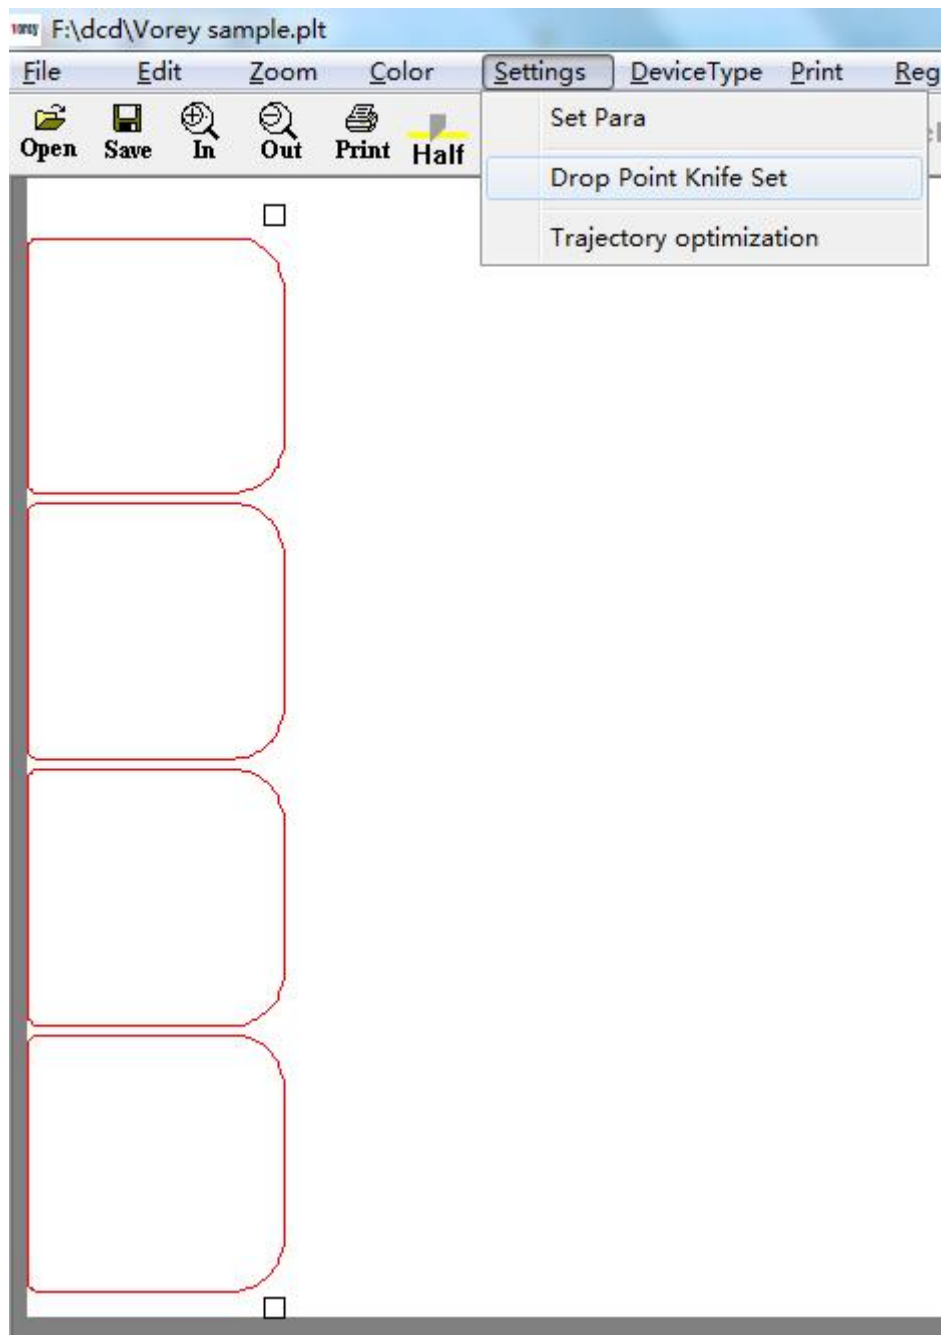 Vorey F:\dcd\Vorey sample.plt
File Edit Zoom Color Settings DeviceType Print Reg
Open Save In Out Print Half
Set Para
Drop Point Knife Set
Trajectory optimization